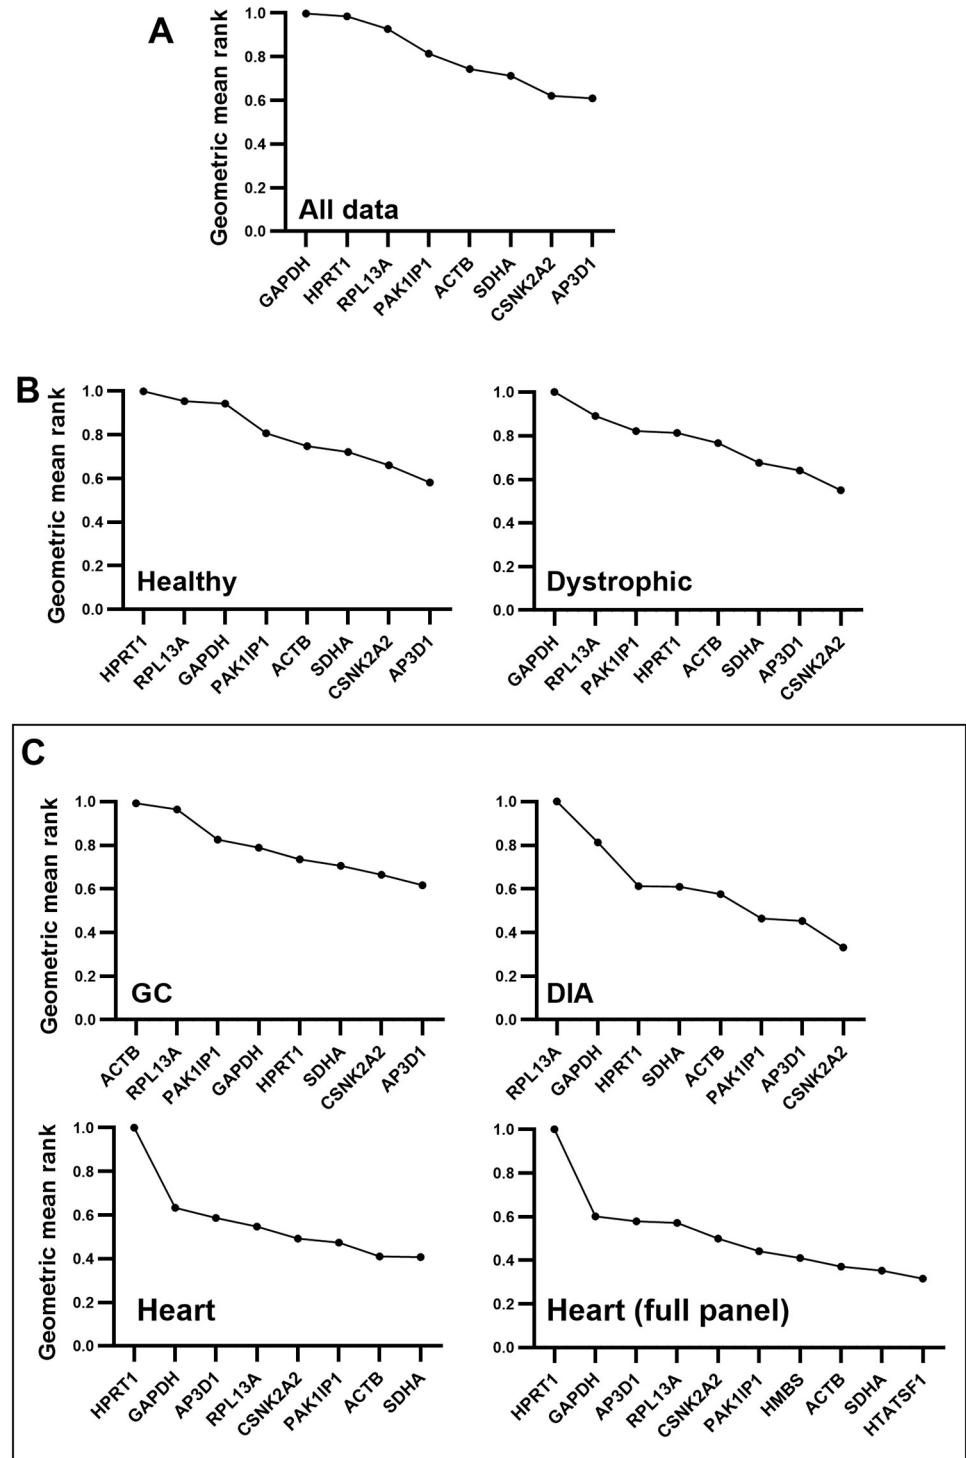 A
Geometric mean rank
1.0
0.8
0.6
0.4
0.2
0.0
All data
GAPDH
HPRT1
RPL13A
PAK1IP1
ACTB
SDHA
CSNK2A2
AP3D1
B
Geometric mean rank
1.0
0.8
0.6
0.4
0.2
0.0
Healthy
HPRT1
RPL13A
GAPDH
PAK1IP1
ACTB
SDHA
CSNK2A2
AP3D1
1.0
0.8
0.6
0.4
0.2
0.0
Dystrophic
GAPDH
RPL13A
PAK1IP1
HPRT1
ACTB
SDHA
AP3D1
CSNK2A2
C
Geometric mean rank
1.0
0.8
0.6
0.4
0.2
0.0
GC
ACTB
RPL13A
PAK1IP1
GAPDH
HPRT1
SDHA
CSNK2A2
AP3D1
1.0
0.8
0.6
0.4
0.2
0.0
DIA
RPL13A
GAPDH
HPRT1
SDHA
ACTB
PAK1IP1
AP3D1
CSNK2A2
Geometric mean rank
1.0
0.8
0.6
0.4
0.2
0.0
Heart
HPRT1
GAPDH
AP3D1
RPL13A
CSNK2A2
PAK1IP1
ACTB
SDHA
1.0
0.8
0.6
0.4
0.2
0.0
Heart (full panel)
HPRT1
GAPDH
AP3D1
RPL13A
CSNK2A2
PAK1IP1
HMBS
ACTB
SDHA
HTATSF1